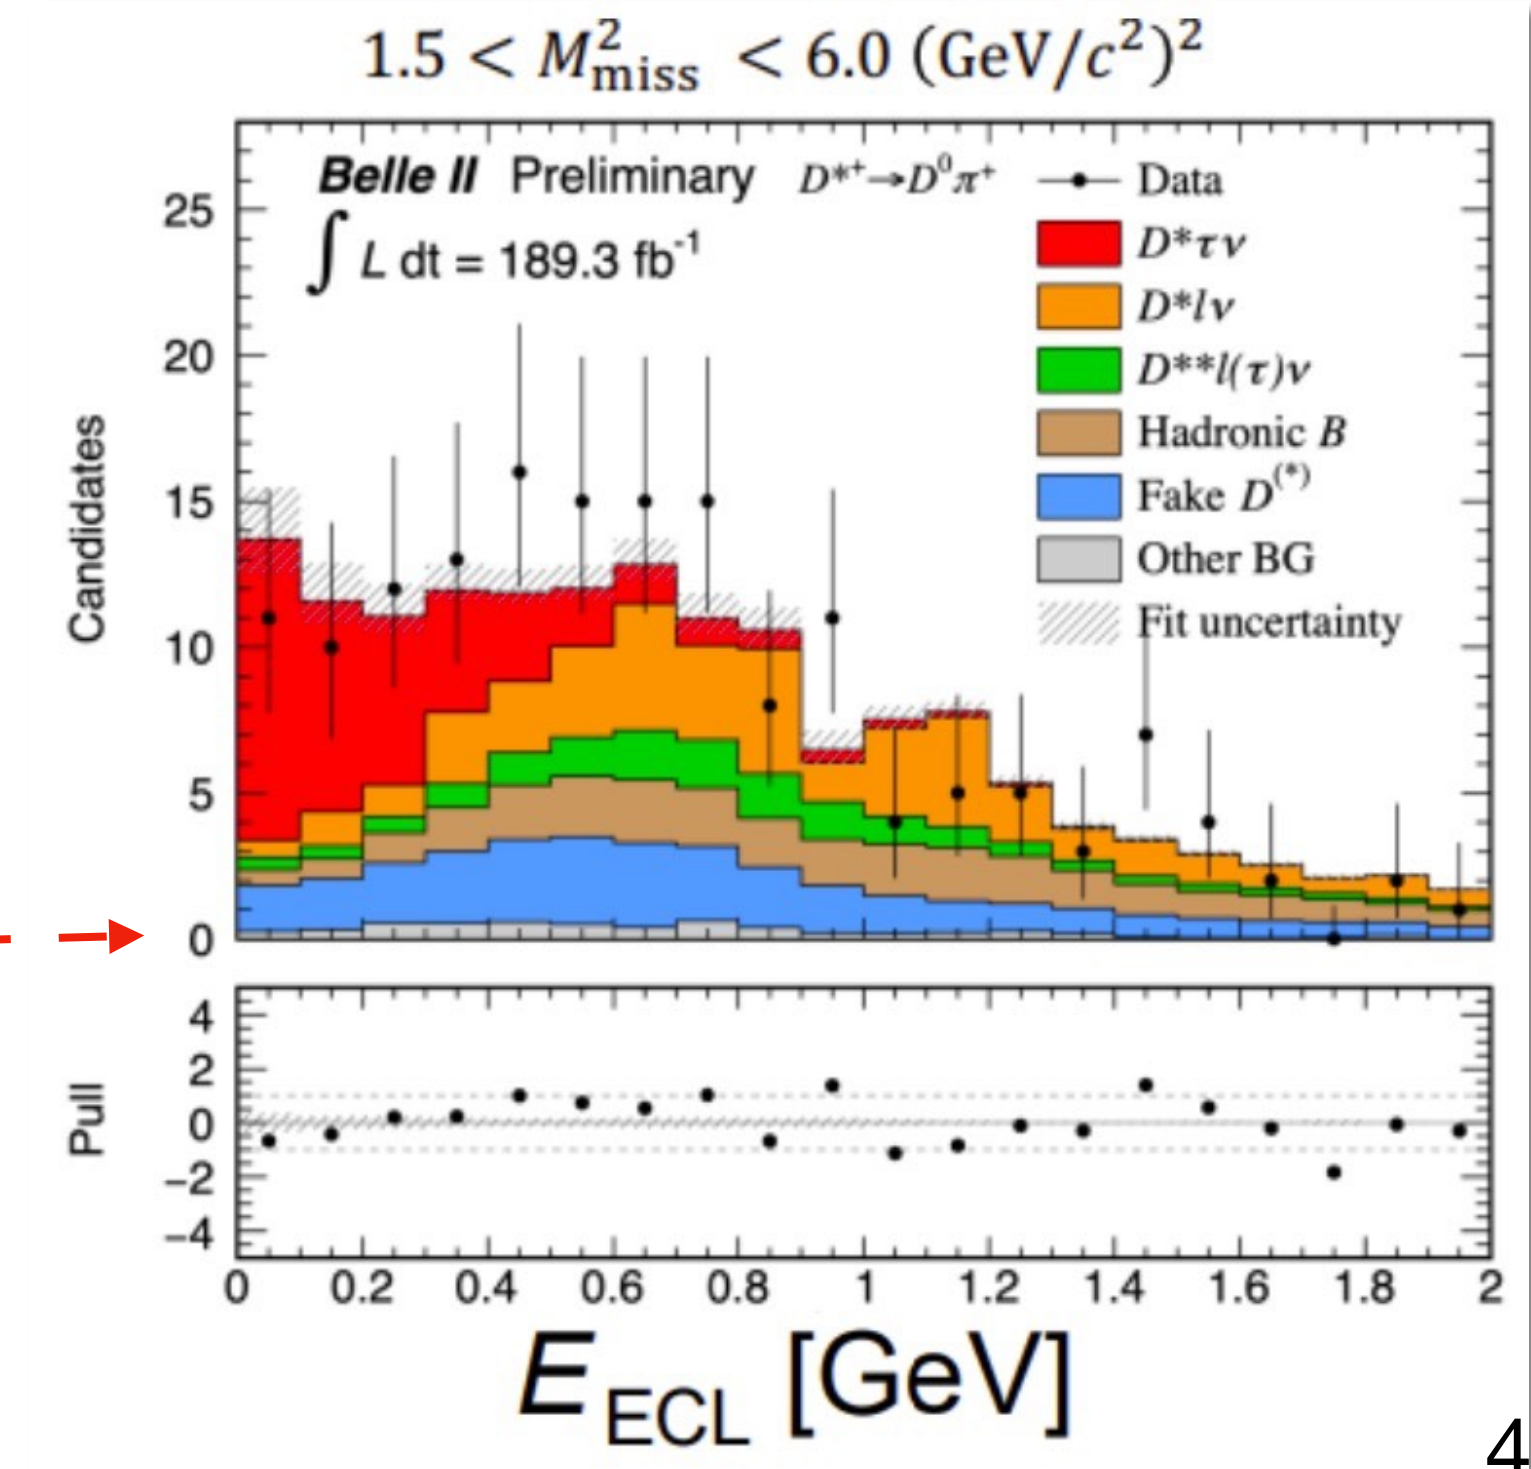 1.5 < M²miss < 6.0 (GeV/c²)²
Belle II Preliminary D*⁺→D⁰π⁺
∫ L dt = 189.3 fb⁻¹
Data
D*τν
D*lν
D**l(τ)ν
Hadronic B
Fake D⁽*⁾
Other BG
Fit uncertainty
Candidates
25
20
15
10
5
0
Pull
4
2
0
−2
−4
0 0.2 0.4 0.6 0.8 1 1.2 1.4 1.6 1.8 2
E ECL [GeV]
4